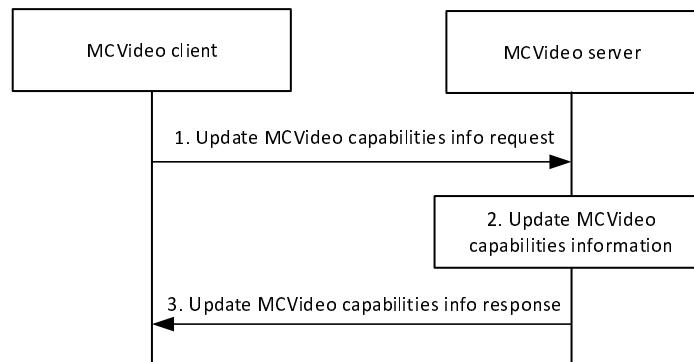 MCVideo client
MCVideo server
1. Update MCVideo capabilities info request
2. Update MCVideo
capabilities information
3. Update MCVideo capabilities info response